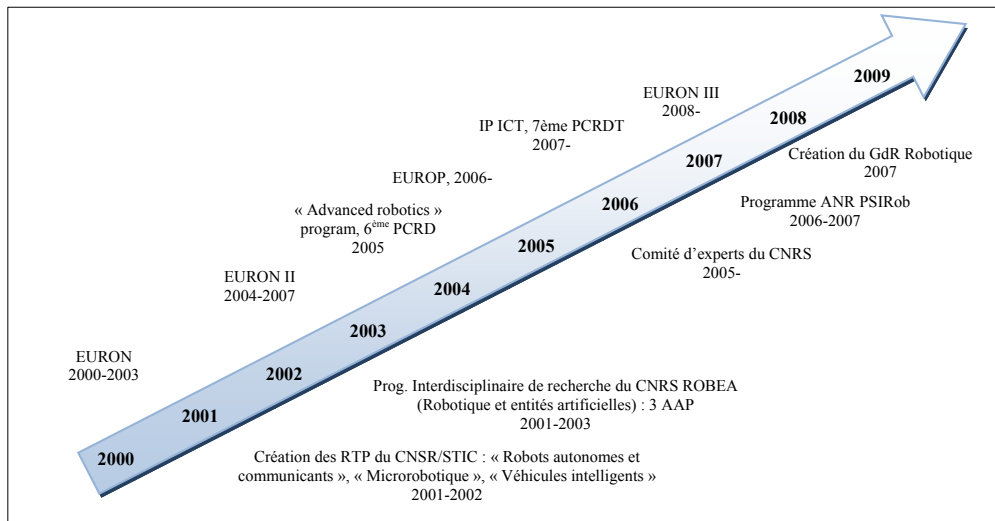 2009
EURON III
2008-
2008
IP ICT, 7ème PCRDT
2007-
Création du GdR Robotique
2007
2007
EUROP, 2006-
2006
Programme ANR PSIRob
2006-2007
« Advanced robotics »
program, 6ème PCRD
2005
2005
Comité d’experts du CNRS
2005-
EURON II
2004-2007
2004
2003
EURON
2000-2003
2002
Prog. Interdisciplinaire de recherche du CNRS ROBEA
(Robotique et entités artificielles) : 3 AAP
2001-2003
2001
2000
Création des RTP du CNSR/STIC : « Robots autonomes et
communicants », « Microrobotique », « Véhicules intelligents »
2001-2002